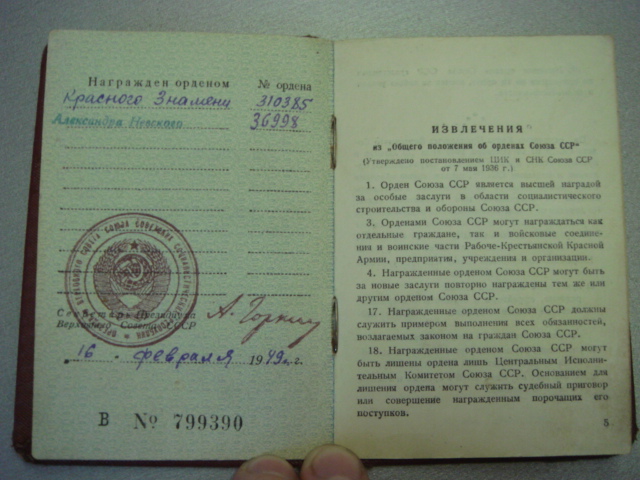 Награжден орденом № ордена
Красного Знамени 310385
Александра Невского 36998
Секретарь Президиума
Верховного Совета СССР
А. Горкин
16 февраля 1949 г.
В № 799390
ИЗВЛЕЧЕНИЯ
из „Общего положения об орденах Союза ССР"
(Утверждено постановлением ЦИК и СНК Союза ССР
от 7 мая 1936 г.)
1. Орден Союза ССР является высшей наградой
за особые заслуги в области социалистического
строительства и обороны Союза ССР.
3. Орденами Союза ССР могут награждаться как
отдельные граждане, так и войсковые соедине-
ния и воинские части Рабоче-Крестьянской Красной
Армии, предприятия, учреждения и организации.
4. Награжденные орденом Союза ССР могут быть
за новые заслуги повторно награждены тем же или
другим орденом Союза ССР.
17. Награжденные орденом Союза ССР должны
служить примером выполнения всех обязанностей,
возлагаемых законом на граждан Союза ССР.
18. Награжденные орденом Союза ССР могут
быть лишены ордена лишь Центральным Исполни-
тельным Комитетом Союза ССР. Основанием для
лишения ордена могут служить судебный приговор
или совершение награжденным порочащих его
поступков.
5